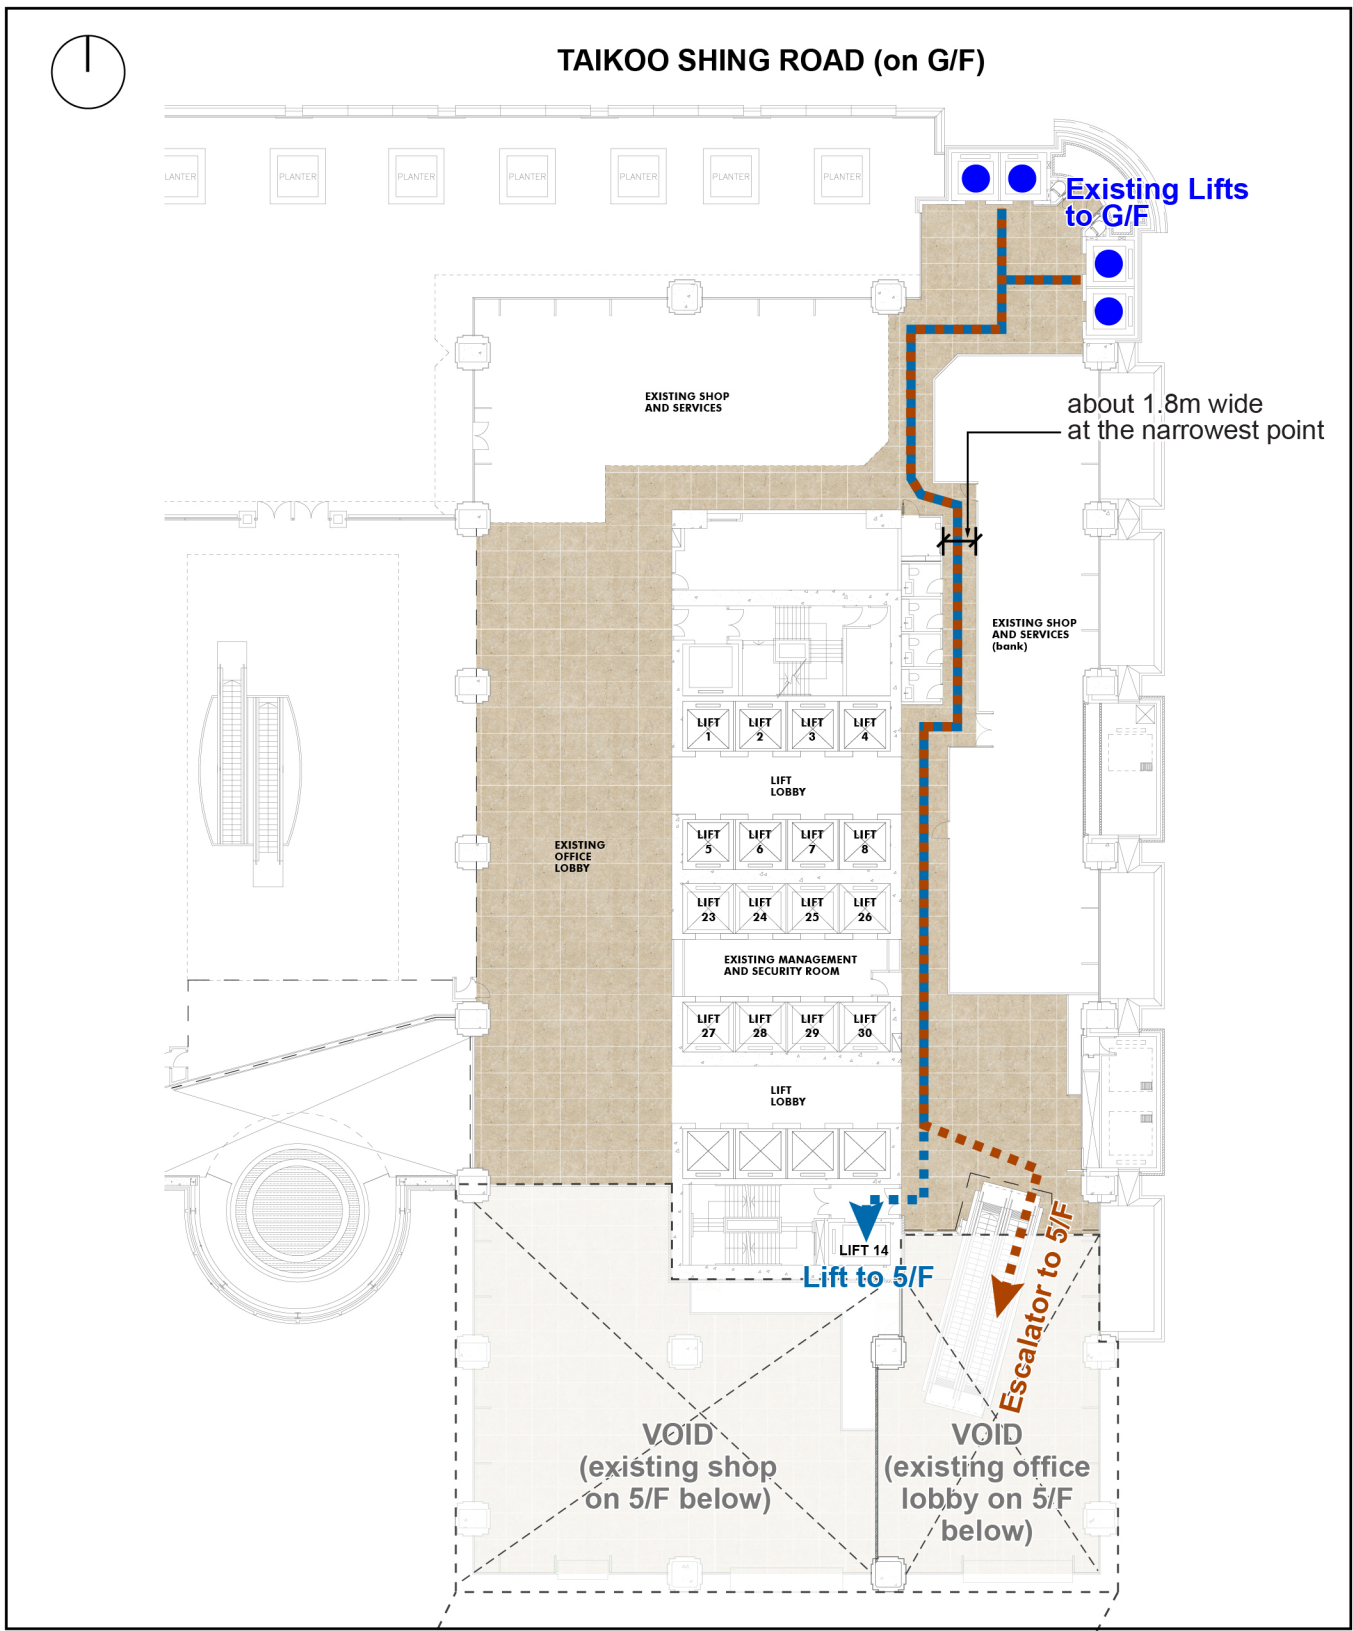 TAIKOO SHING ROAD (on G/F)
LANTER
PLANTER
PLANTER
PLANTER
PLANTER
PLANTER
PLANTER
Existing Lifts
to G/F
EXISTING SHOP
AND SERVICES
about 1.8m wide
at the narrowest point
EXISTING SHOP
AND SERVICES
(bank)
LIFT
1
LIFT
2
LIFT
3
LIFT
4
LIFT
LOBBY
EXISTING
OFFICE
LOBBY
LIFT
5
LIFT
6
LIFT
7
LIFT
8
LIFT
23
LIFT
24
LIFT
25
LIFT
26
EXISTING MANAGEMENT
AND SECURITY ROOM
LIFT
27
LIFT
28
LIFT
29
LIFT
30
LIFT
LOBBY
LIFT 14
Lift to 5/F
Escalator to 5/F
VOID
(existing shop
on 5/F below)
VOID
(existing office
lobby on 5/F
below)